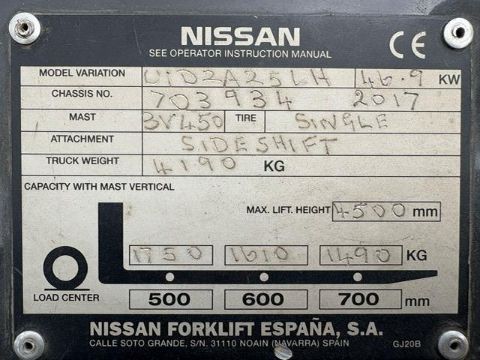 NISSAN
SEE OPERATOR INSTRUCTION MANUAL
CE
MODEL VARIATION U1D2A25LH 46.9 KW
CHASSIS NO. 703934 2017
MAST 3V450 TIRE SINGLE
ATTACHMENT SIDESHIFT
TRUCK WEIGHT 4190 KG
CAPACITY WITH MAST VERTICAL
MAX. LIFT. HEIGHT 4500 mm
1750 1610 1490 KG
LOAD CENTER 500 600 700 mm
NISSAN FORKLIFT ESPAÑA, S.A.
CALLE SOTO GRANDE, S/N. 31110 NOAIN (NAVARRA) SPAIN GJ20B